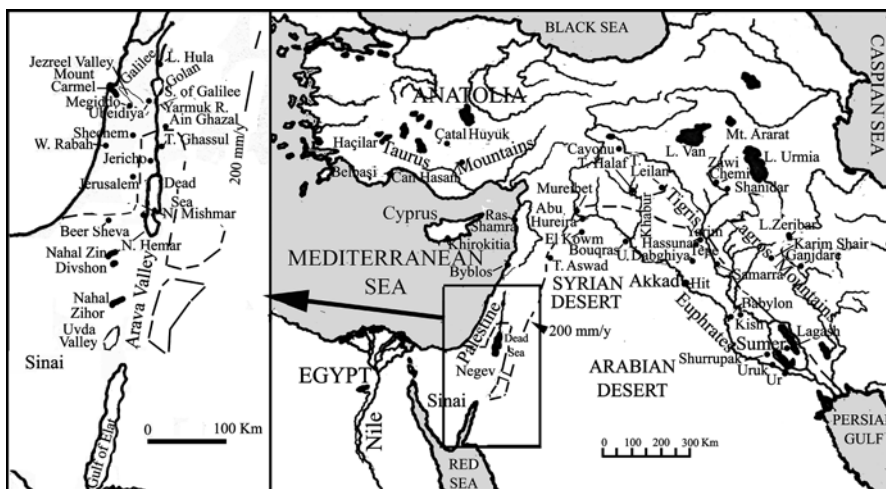 Jezreel Valley
Mount
Carmel
Megiddo
Ubeidiya
Galilee
L. Hula
Golan
S. of Galilee
Yarmuk R.
Ain Ghazal
Shechem
W. Rabah
T. Ghassul
Jericho
Jerusalem
Dead
Sea
N. Mishmar
Beer Sheva
N. Hemar
Nahal Zin
Divshon
Arava Valley
Nahal
Zihor
Uvda
Valley
Sinai
Gulf of Elat
200 mm/y
0 100 Km
BLACK SEA
CASPIAN SEA
ANATOLIA
Haçilar
Çatal Hüyük
Taurus
Mountains
Belbaşi
Can Hasam
Cayonu
T. Halaf
T.
Leilan
L. Van
Mt. Ararat
L. Urmia
Zawi
Chemi
Shanidar
Mureibet
Cyprus
Ras-
Shamra
Khirokitia
Abu
Hureira
Khabur
Tigris
El Kowm
Bouqras
Hassuna
Yarim
Tepe
U. Dabghiya
L.Zeribar
Karim Shair
Ganjdare
Zagros
Mountains
Samarra
MEDITERRANEAN
SEA
Byblos
T. Aswad
SYRIAN
DESERT
Akkad
Hit
Euphrates
Babylon
Kish
Lagash
Sumer
Shurrupak
Uruk
Ur
200 mm/y
Palestine
Dead
Sea
Negev
ARABIAN
DESERT
EGYPT
Nile
Sinai
RED
SEA
PERSIAN
GULF
0 100 200 300 Km